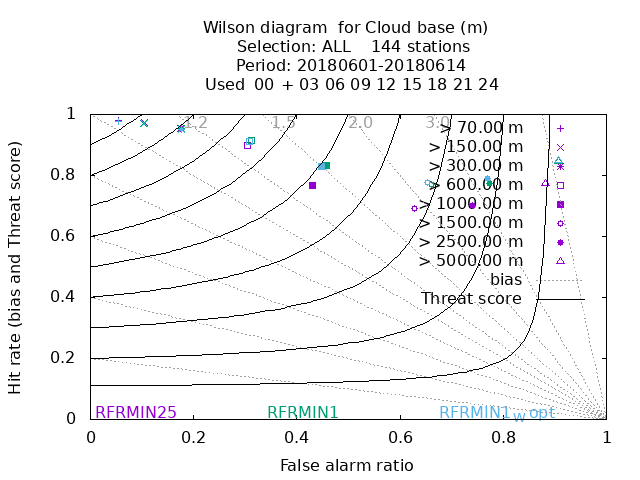 Wilson diagram for Cloud base (m)
Selection: ALL 144 stations
Period: 20180601-20180614
Used 00 + 03 06 09 12 15 18 21 24
Hit rate (bias and Threat score)
1
0.8
0.6
0.4
0.2
0
1.2 1.5 2.0 3.0
> 70.00 m
> 150.00 m
> 300.00 m
> 600.00 m
> 1000.00 m
> 1500.00 m
> 2500.00 m
> 5000.00 m
bias
Threat score
RFRMIN25 RFRMIN1 RFRMIN1w opt
0 0.2 0.4 0.6 0.8 1
False alarm ratio